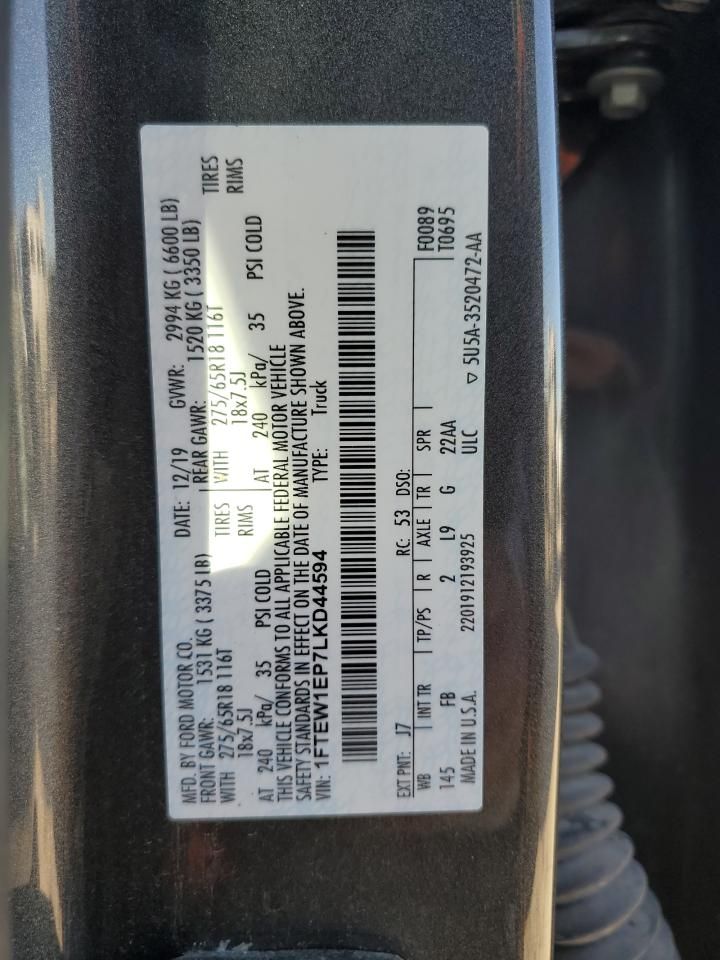 MFD. BY FORD MOTOR CO. DATE: 12/19 GVWR: 2994 KG ( 6600 LB)
FRONT GAWR: 1531 KG ( 3375 LB) REAR GAWR: 1520 KG ( 3350 LB)
WITH 275/65R18 116T TIRES WITH 275/65R18 116T TIRES
18x7.5J RIMS 18x7.5J RIMS
AT 240 kPa/ 35 PSI COLD AT 240 kPa/ 35 PSI COLD
THIS VEHICLE CONFORMS TO ALL APPLICABLE FEDERAL MOTOR VEHICLE
SAFETY STANDARDS IN EFFECT ON THE DATE OF MANUFACTURE SHOWN ABOVE.
VIN: 1FTEW1EP7LKD44594 TYPE: Truck
EXT PNT: J7 RC: 53 DSO: F0089
WB INT TR TP/PS R AXLE TR SPR T0695
145 FB 2 L9 G 22AA
MADE IN U.S.A. 2201912193925 ULC ▽ 5U5A-3520472-AA